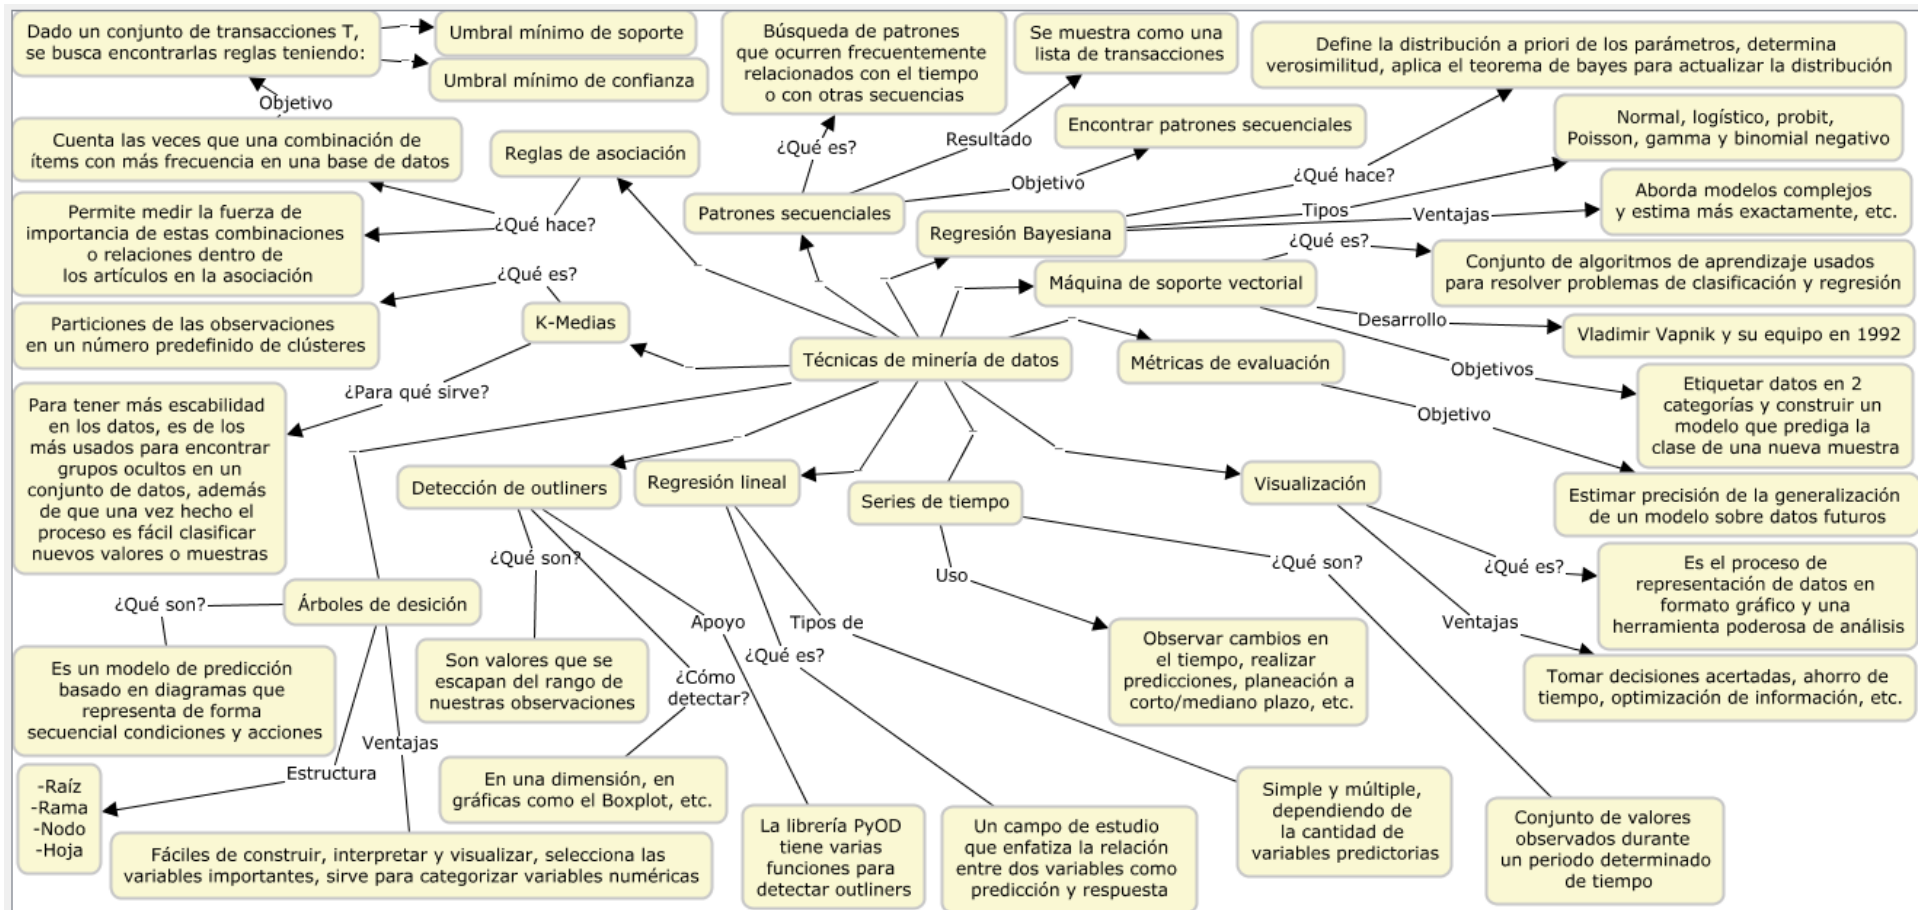 Dado un conjunto de transacciones T,
se busca encontrarlas reglas teniendo:
Umbral mínimo de soporte
Umbral mínimo de confianza
Objetivo
Cuenta las veces que una combinación de
ítems con más frecuencia en una base de datos
Reglas de asociación
¿Qué hace?
Permite medir la fuerza de
importancia de estas combinaciones
o relaciones dentro de
los artículos en la asociación
¿Qué es?
Particiones de las observaciones
en un número predefinido de clústeres
K-Medias
¿Para qué sirve?
Para tener más escabilidad
en los datos, es de los
más usados para encontrar
grupos ocultos en un
conjunto de datos, además
de que una vez hecho el
proceso es fácil clasificar
nuevos valores o muestras
Búsqueda de patrones
que ocurren frecuentemente
relacionados con el tiempo
o con otras secuencias
¿Qué es?
Se muestra como una
lista de transacciones
Resultado
Encontrar patrones secuenciales
Objetivo
Patrones secuenciales
Define la distribución a priori de los parámetros, determina
verosimilitud, aplica el teorema de bayes para actualizar la distribución
¿Qué hace?
Normal, logístico, probit,
Poisson, gamma y binomial negativo
Tipos
Aborda modelos complejos
y estima más exactamente, etc.
Ventajas
Regresión Bayesiana
¿Qué es?
Conjunto de algoritmos de aprendizaje usados
para resolver problemas de clasificación y regresión
Máquina de soporte vectorial
Desarrollo
Vladimir Vapnik y su equipo en 1992
Objetivos
Etiquetar datos en 2
categorías y construir un
modelo que prediga la
clase de una nueva muestra
Técnicas de minería de datos
Métricas de evaluación
Objetivo
Estimar precisión de la generalización
de un modelo sobre datos futuros
Detección de outliners
Regresión lineal
Series de tiempo
Visualización
¿Qué es?
Es el proceso de
representación de datos en
formato gráfico y una
herramienta poderosa de análisis
Ventajas
Tomar decisiones acertadas, ahorro de
tiempo, optimización de información, etc.
¿Qué son?
Uso
Observar cambios en
el tiempo, realizar
predicciones, planeación a
corto/mediano plazo, etc.
Conjunto de valores
observados durante
un periodo determinado
de tiempo
Tipos de
Simple y múltiple,
dependiendo de
la cantidad de
variables predictorias
¿Qué es?
Un campo de estudio
que enfatiza la relación
entre dos variables como
predicción y respuesta
¿Qué son?
Son valores que se
escapan del rango de
nuestras observaciones
Apoyo
La librería PyOD
tiene varias
funciones para
detectar outliners
¿Cómo
detectar?
En una dimensión, en
gráficas como el Boxplot, etc.
Árboles de desición
¿Qué son?
Es un modelo de predicción
basado en diagramas que
representa de forma
secuencial condiciones y acciones
Estructura
-Raíz
-Rama
-Nodo
-Hoja
Ventajas
Fáciles de construir, interpretar y visualizar, selecciona las
variables importantes, sirve para categorizar variables numéricas